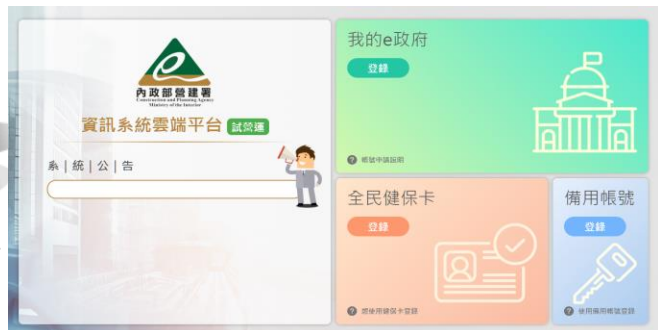 內政部營建署
Construction and Planning Agency
Ministry of the Interior
資訊系統雲端平台 試營運
系|統|公|告
我的e政府
登錄
帳號申請說明
全民健保卡
登錄
想使用健保卡登錄
備用帳號
登錄
使用備用帳號登錄